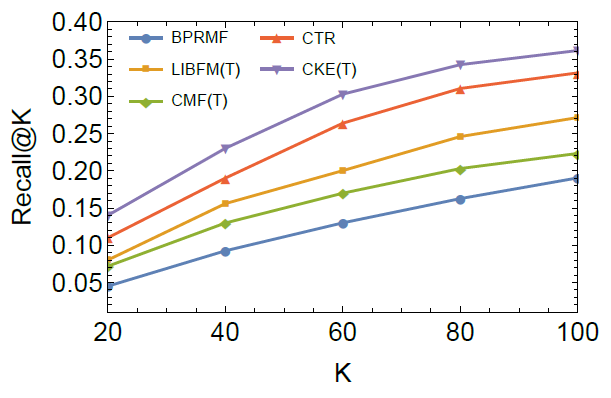 0.40
BPRMF
CTR
0.35
LIBFM(T)
CKE(T)
0.30
CMF(T)
0.25
Recall@K
0.20
0.15
0.10
0.05
20 40 60 80 100
K